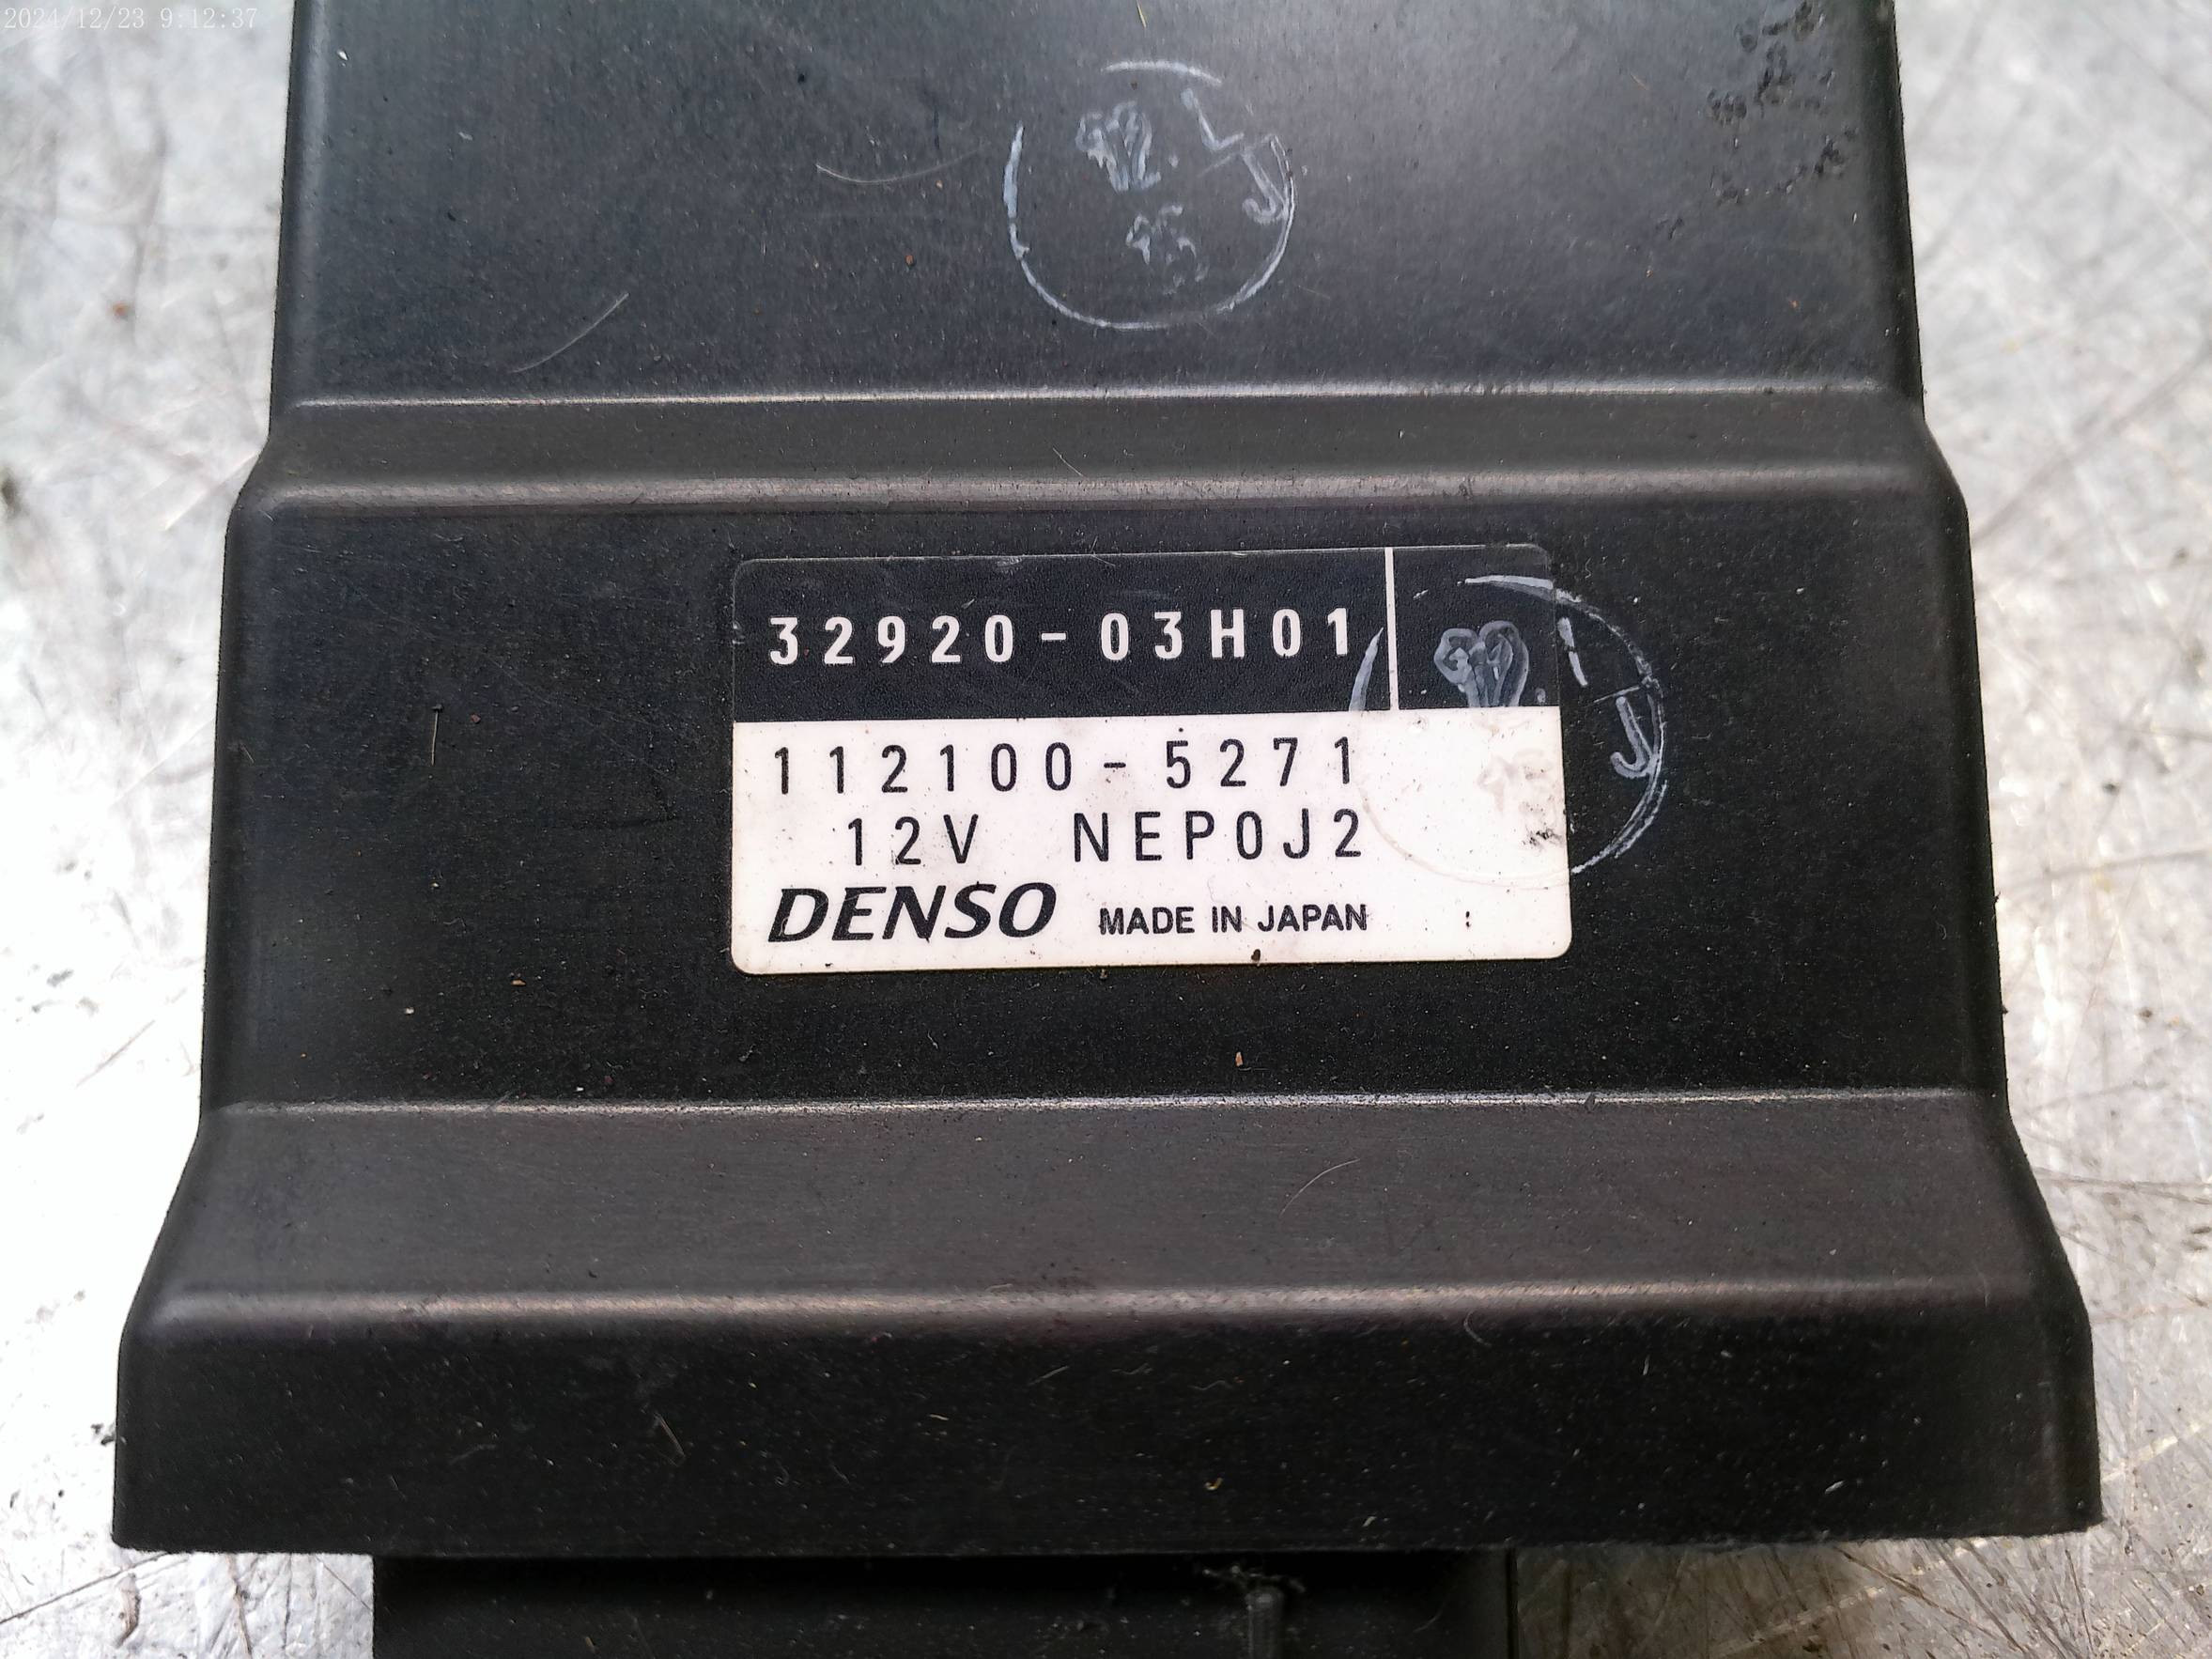 2024/12/23 9:12:37
32920-03H01
112100-5271
12V NEP0J2
DENSO MADE IN JAPAN